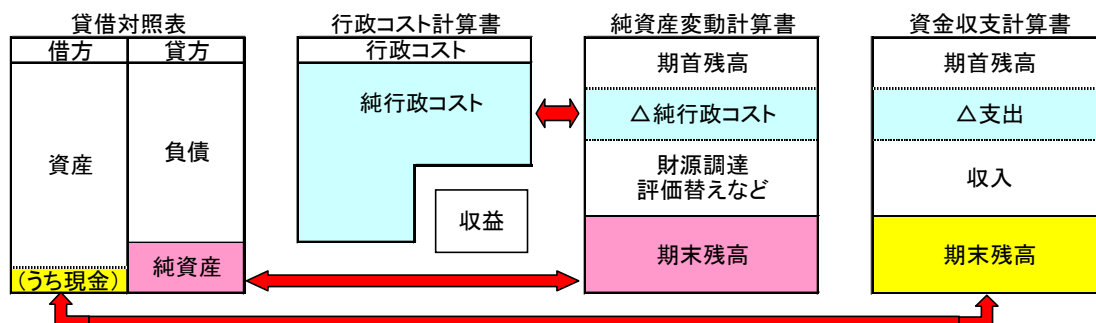 貸借対照表
借方
貸方
資産
(うち現金)
負債
純資産
行政コスト計算書
行政コスト
純行政コスト
収益
純資産変動計算書
期首残高
△純行政コスト
財源調達
評価替えなど
期末残高
資金収支計算書
期首残高
△支出
収入
期末残高